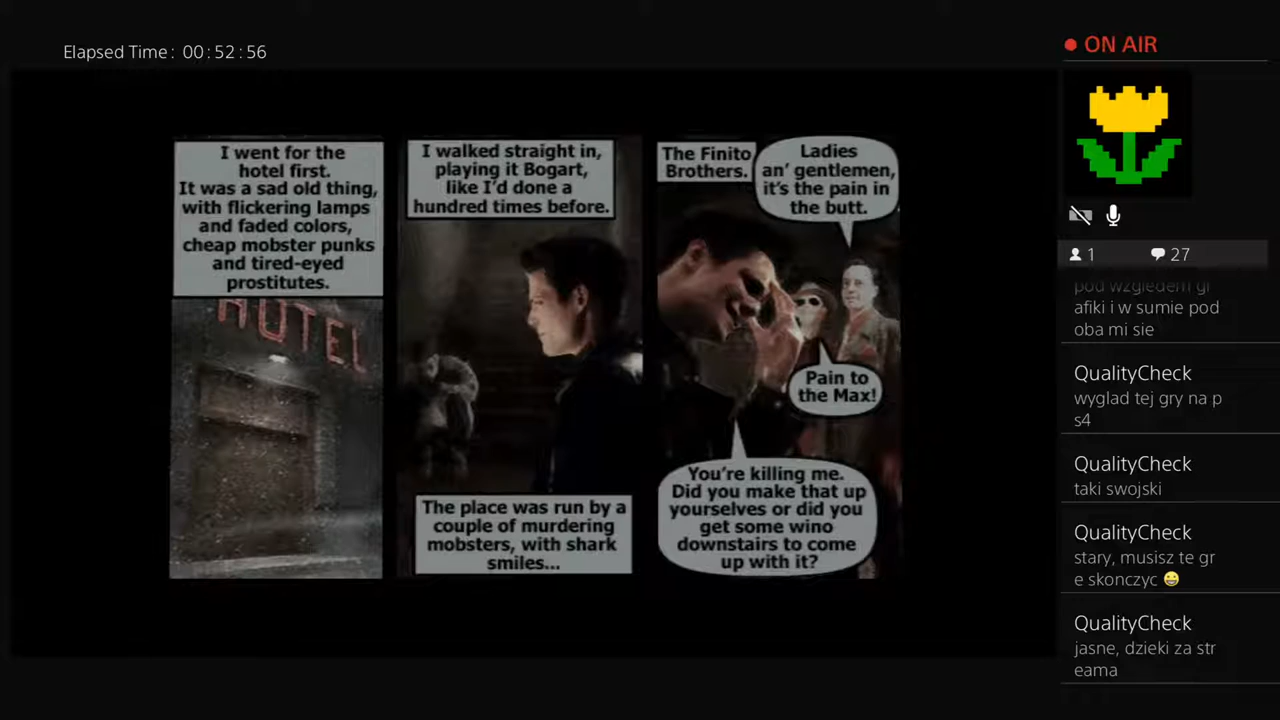 Elapsed Time: 00:52:56
ON AIR
I went for the
hotel first.
It was a sad old thing,
with flickering lamps
and faded colors,
cheap mobster punks
and tired-eyed
prostitutes.
HOTEL
I walked straight in,
playing it Bogart,
like I'd done a
hundred times before.
The place was run by a
couple of murdering
mobsters, with shark
smiles...
The Finito
Brothers.
Ladies
an' gentlemen,
it's the pain in
the butt.
Pain to
the Max!
You're killing me.
Did you make that up
yourselves or did you
get some wino
downstairs to come
up with it?
1
27
pod wzgledem gr
afiki i w sumie pod
oba mi sie
QualityCheck
wyglad tej gry na p
s4
QualityCheck
taki swojski
QualityCheck
stary, musisz te gr
e skonczyc 😀
QualityCheck
jasne, dzieki za str
eama